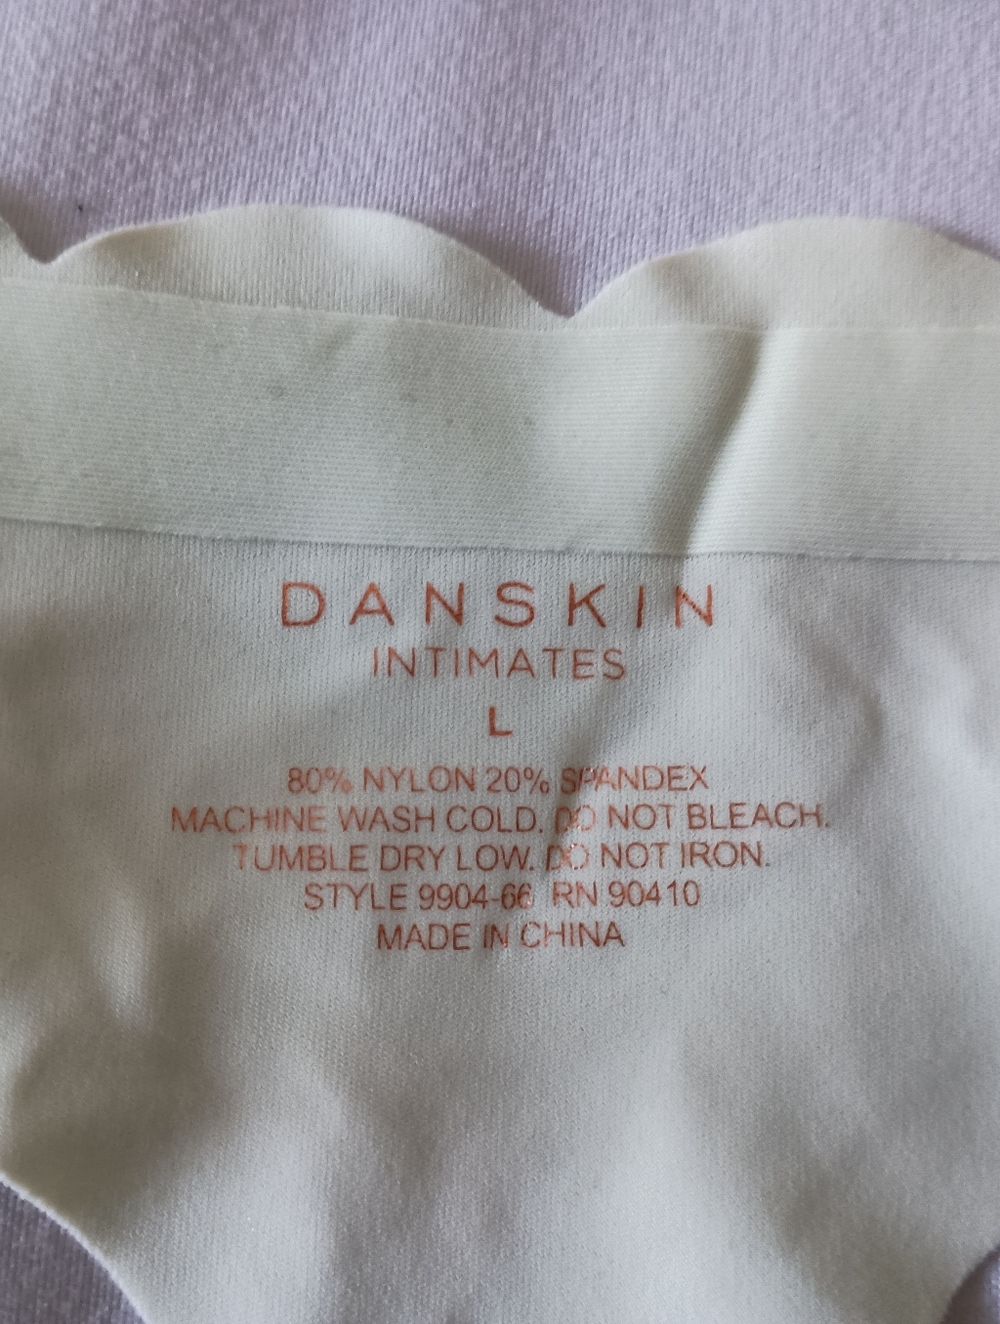 DANSKIN
INTIMATES
L
80% NYLON 20% SPANDEX
MACHINE WASH COLD. DO NOT BLEACH.
TUMBLE DRY LOW. DO NOT IRON.
STYLE 9904-66 RN 90410
MADE IN CHINA